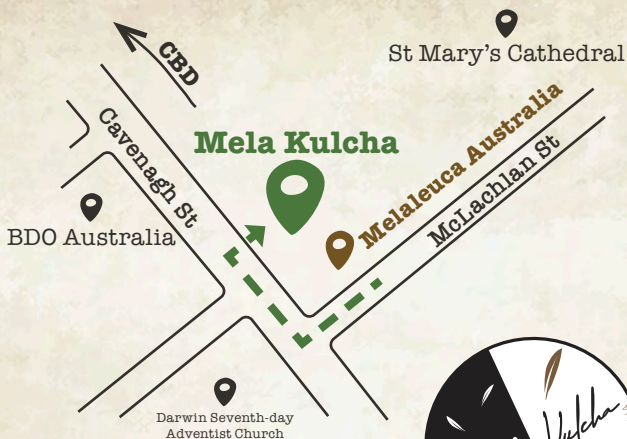 CBD
St Mary's Cathedral
Cavenagh St
Mela Kulcha
Melaleuca Australia
McLachlan St
BDO Australia
Darwin Seventh-day
Adventist Church
Kulcha